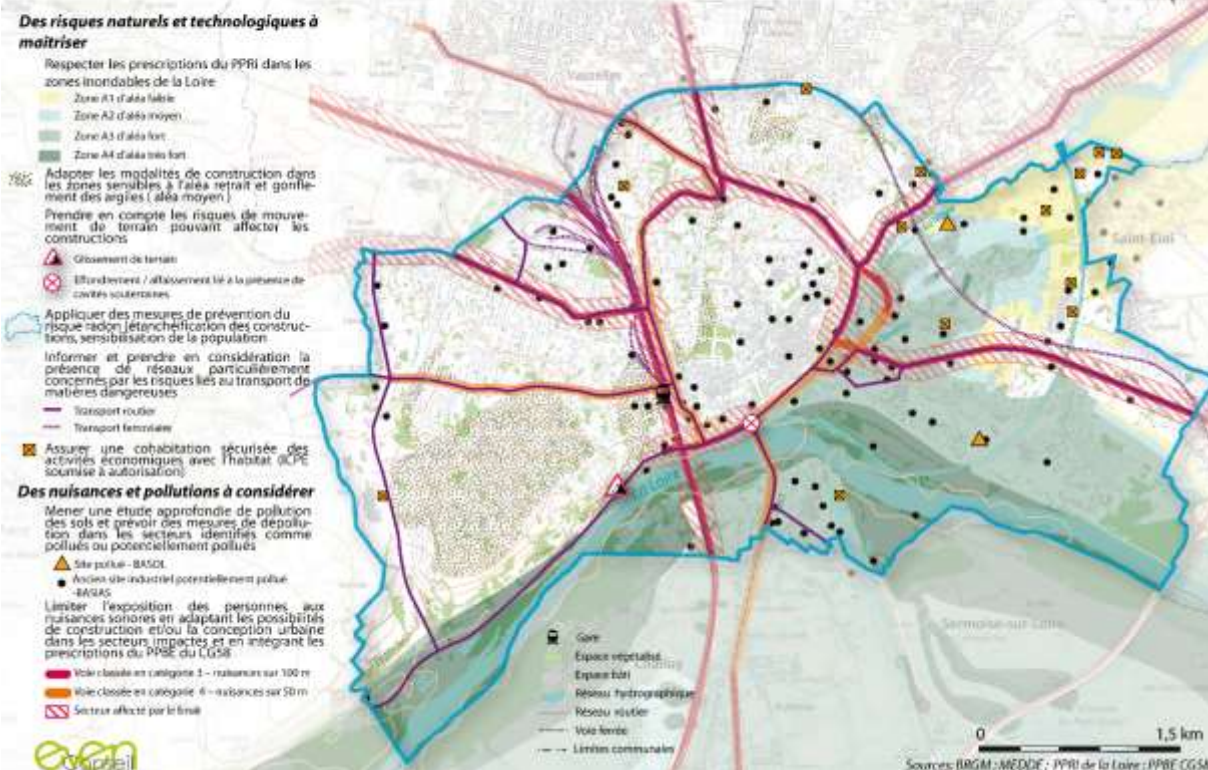 Des risques naturels et technologiques à
maîtriser
Respecter les prescriptions du PPRI dans les
zones inondables de la Loire
Zone A1 d'aléa faible
Zone A2 d'aléa moyen
Zone A3 d'aléa fort
Zone A4 d'aléa très fort
Adapter les modalités de construction dans
les zones sensibles à l'aléa retrait et gonfle-
ment des argiles ( aléa moyen )
Prendre en compte les risques de mouve-
ment de terrain pouvant affecter les
constructions
Glissement de terrain
Effondrement / affaissement lié à la présence de
cavités souterraines
Appliquer des mesures de prévention du
risque radon (étanchéification des construc-
tions, sensibilisation de la population
Informer et prendre en considération la
présence de réseaux particulièrement
concernés par les risques liés au transport de
matières dangereuses
Transport routier
Transport ferroviaire
Assurer une cohabitation sécurisée des
activités économiques avec l'habitat (ICPE
soumise à autorisation)
Des nuisances et pollutions à considérer
Mener une étude approfondie de pollution
des sols et prévoir des mesures de dépollu-
tion dans les secteurs identifiés comme
pollués ou potentiellement pollués
Site pollué - BASOL
Ancien site industriel potentiellement pollué
-BASIAS
Limiter l'exposition des personnes aux
nuisances sonores en adaptant les possibilités
de construction et/ou la conception urbaine
dans les secteurs impactés et en intégrant les
prescriptions du PPBE du CG58
Voie classée en catégorie 3 – nuisances sur 100 m
Voie classée en catégorie 4 – nuisances sur 50 m
Secteur affecté par le bruit
even
Conseil
Varennes
Saint-Eloi
La Loire
Sermoise-sur-Loire
Challuy
Gare
Espace végétalisé
Espace bâti
Réseau hydrographique
Réseau routier
Voie ferrée
Limites communales
0 1,5 km
Sources: BRGM ; MEDDE ; PPRI de la Loire ; PPBE CG58